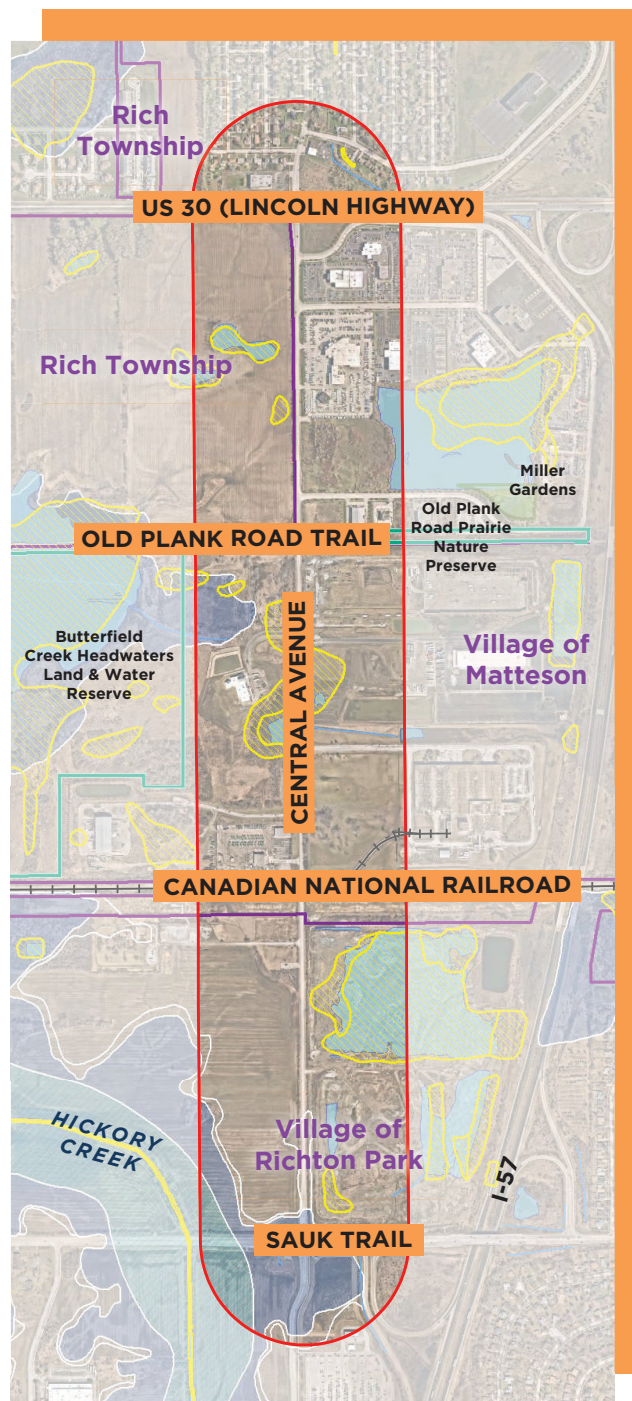 Rich
Township
US 30 (LINCOLN HIGHWAY)
Rich Township
Miller
Gardens
Old Plank
Road Prairie
Nature
Preserve
OLD PLANK ROAD TRAIL
Butterfield
Creek Headwaters
Land & Water
Reserve
CENTRAL AVENUE
Village of
Matteson
CANADIAN NATIONAL RAILROAD
HICKORY
CREEK
Village of
Richton Park
I-57
SAUK TRAIL